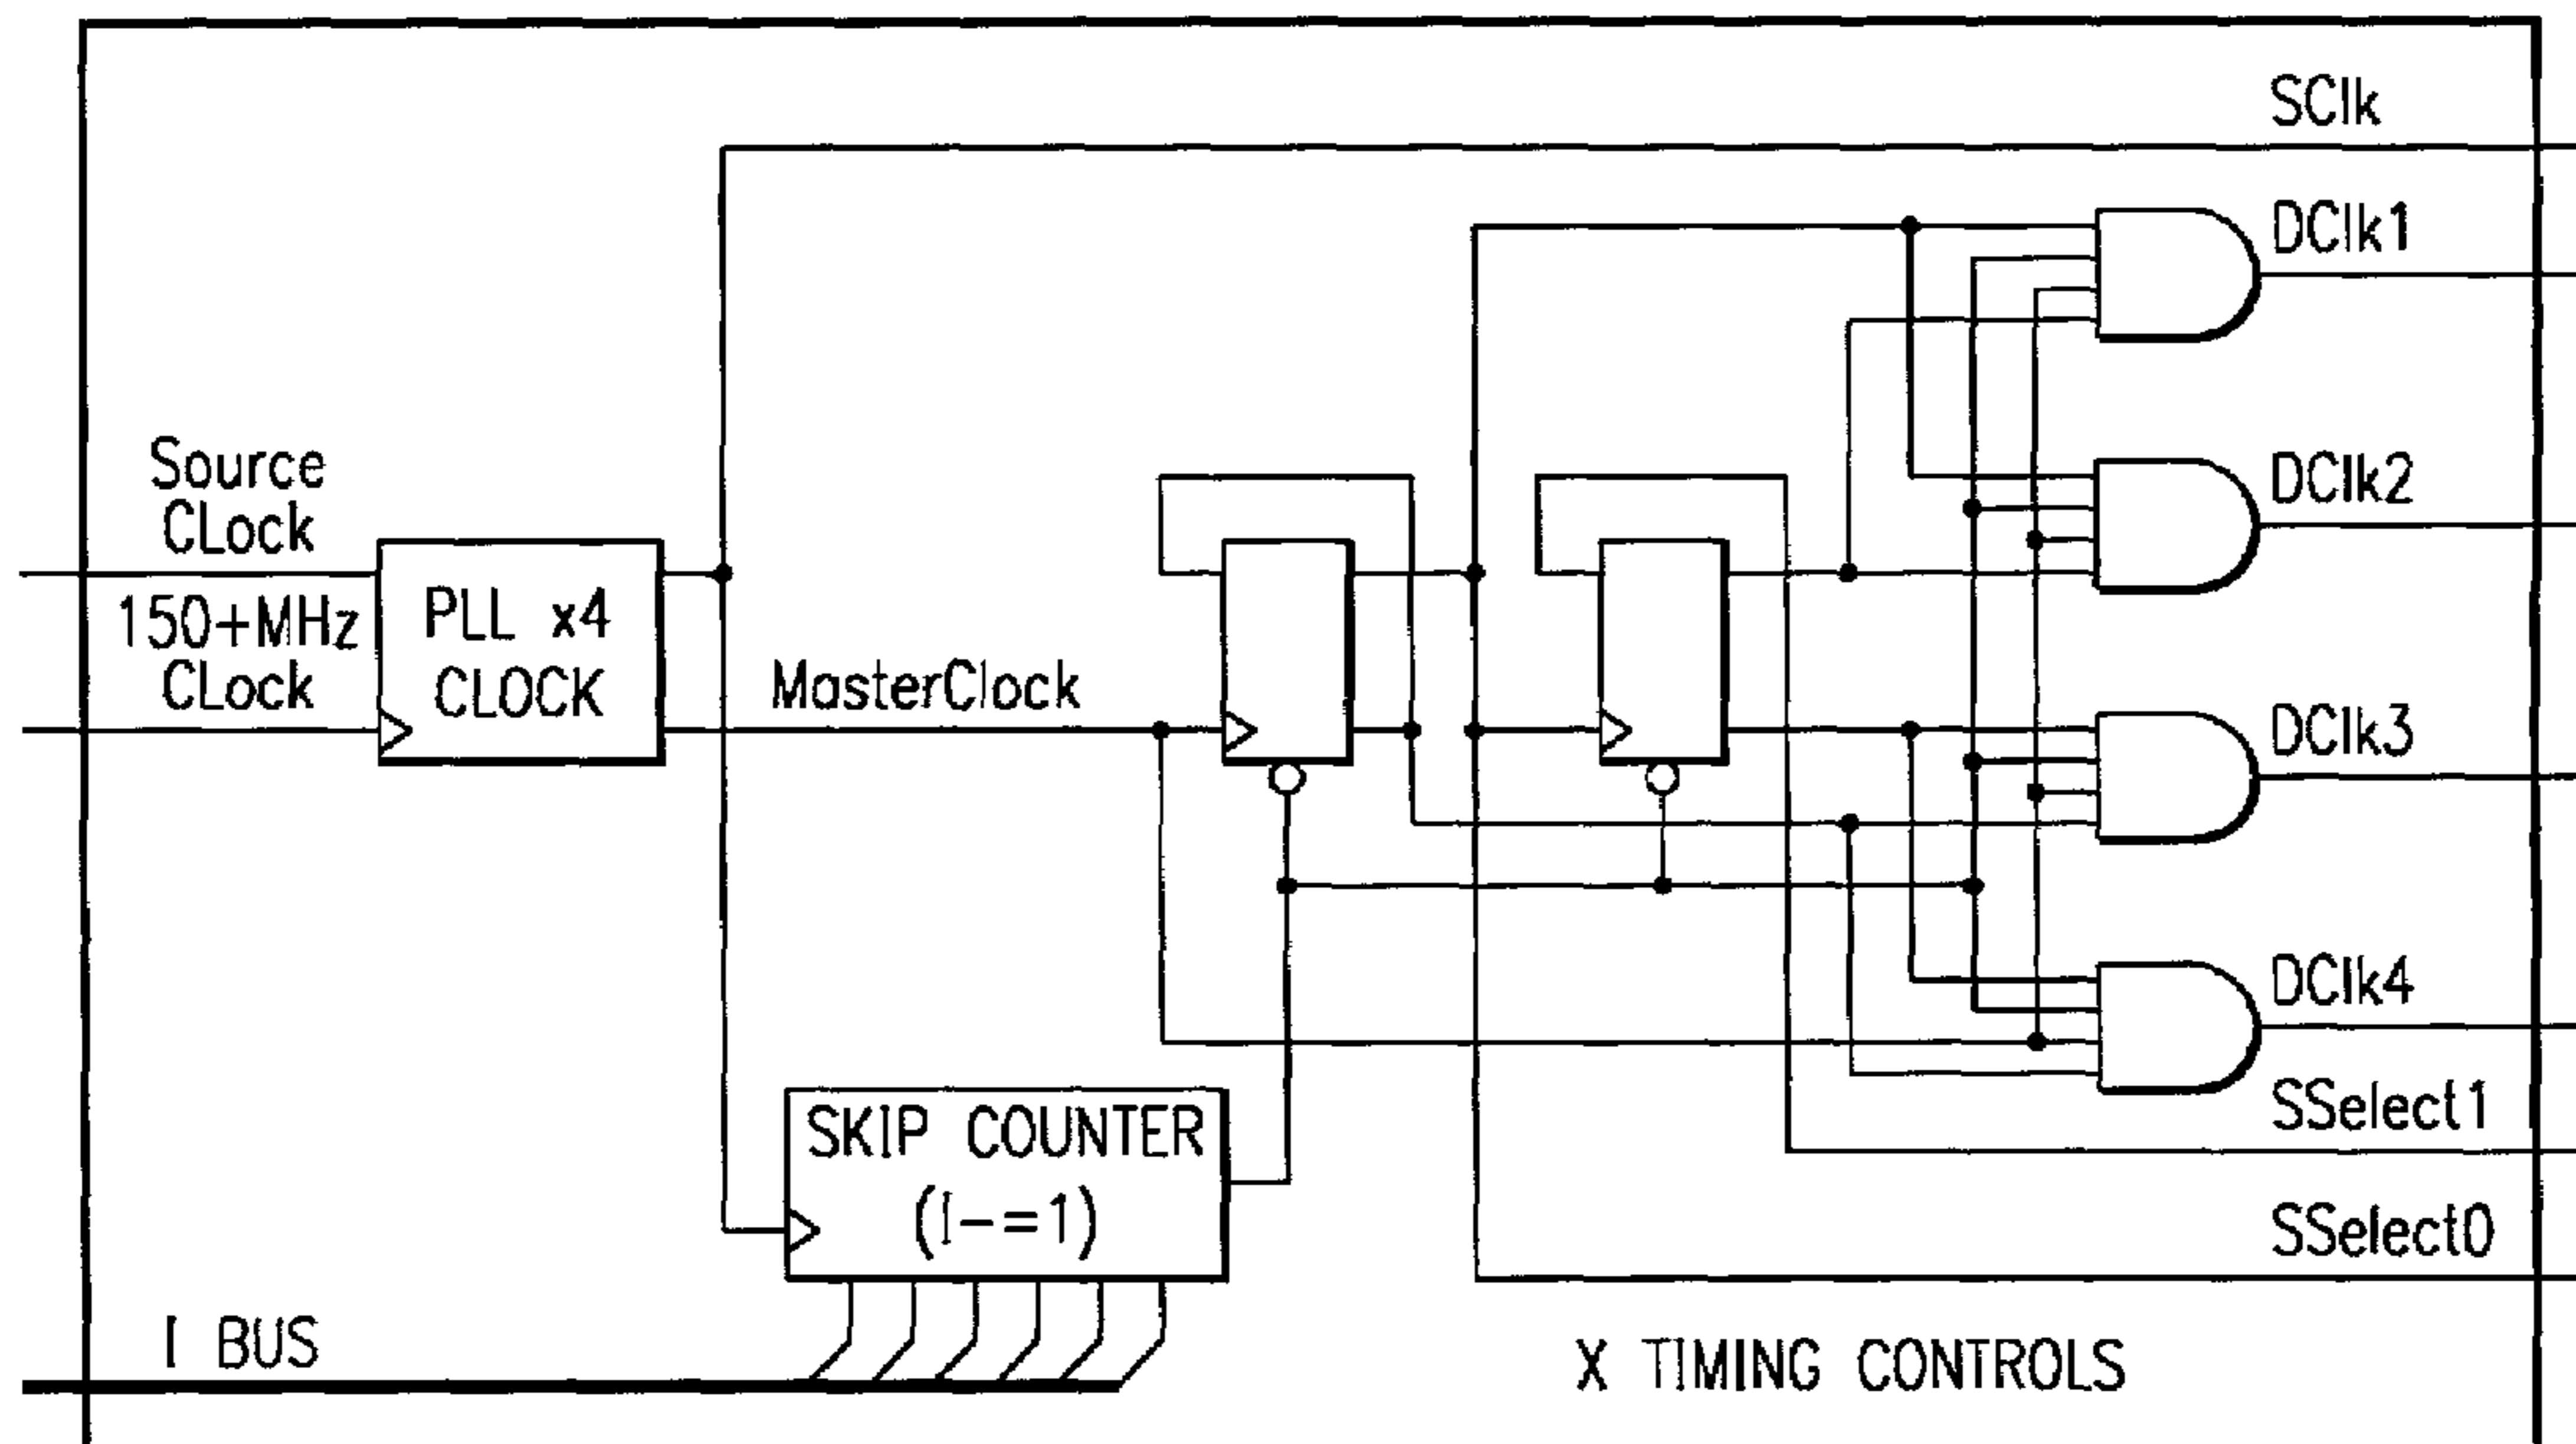 SClk
DClk1
Source
CLock
DClk2
150+MHz
CLock
PLL x4
CLOCK
MasterClock
DClk3
DClk4
SKIP COUNTER
(I-=1)
SSelect1
SSelect0
I BUS
X TIMING CONTROLS